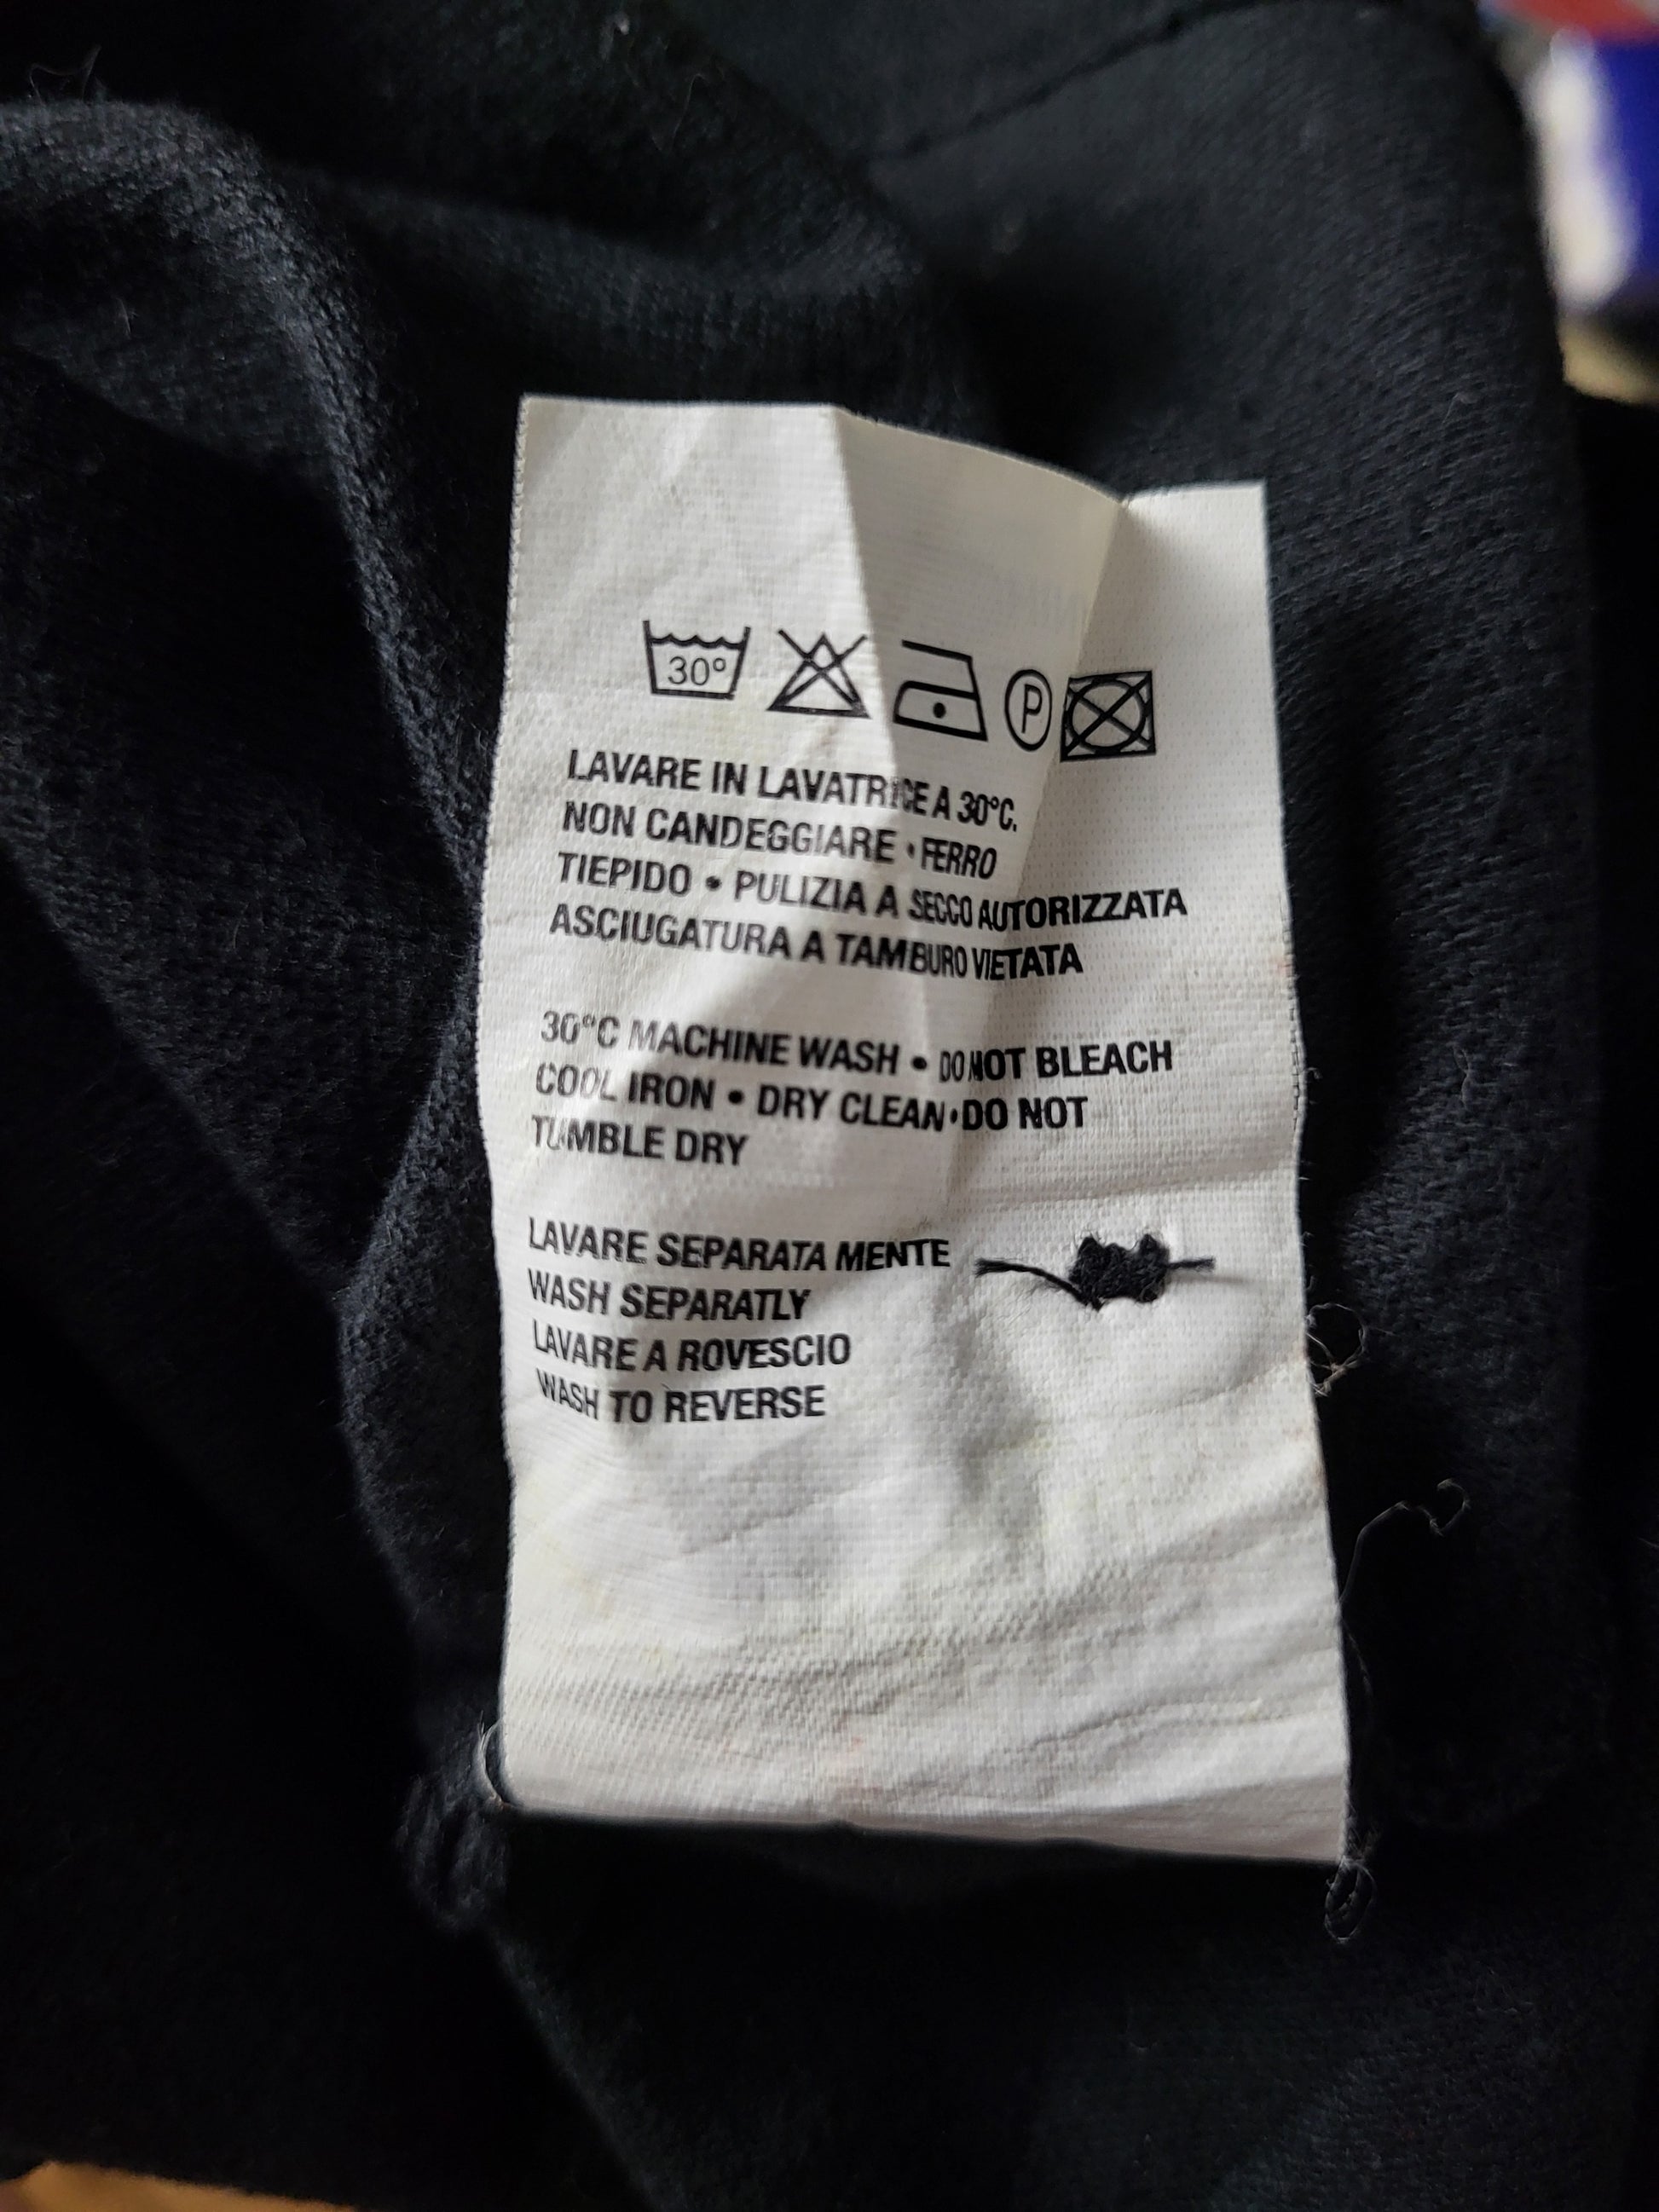 30°
P
LAVARE IN LAVATRICE A 30°C.
NON CANDEGGIARE • FERRO
TIEPIDO • PULIZIA A SECCO AUTORIZZATA
ASCIUGATURA A TAMBURO VIETATA
30°C MACHINE WASH • DO NOT BLEACH
COOL IRON • DRY CLEAN • DO NOT
TUMBLE DRY
LAVARE SEPARATA MENTE
WASH SEPARATLY
LAVARE A ROVESCIO
WASH TO REVERSE